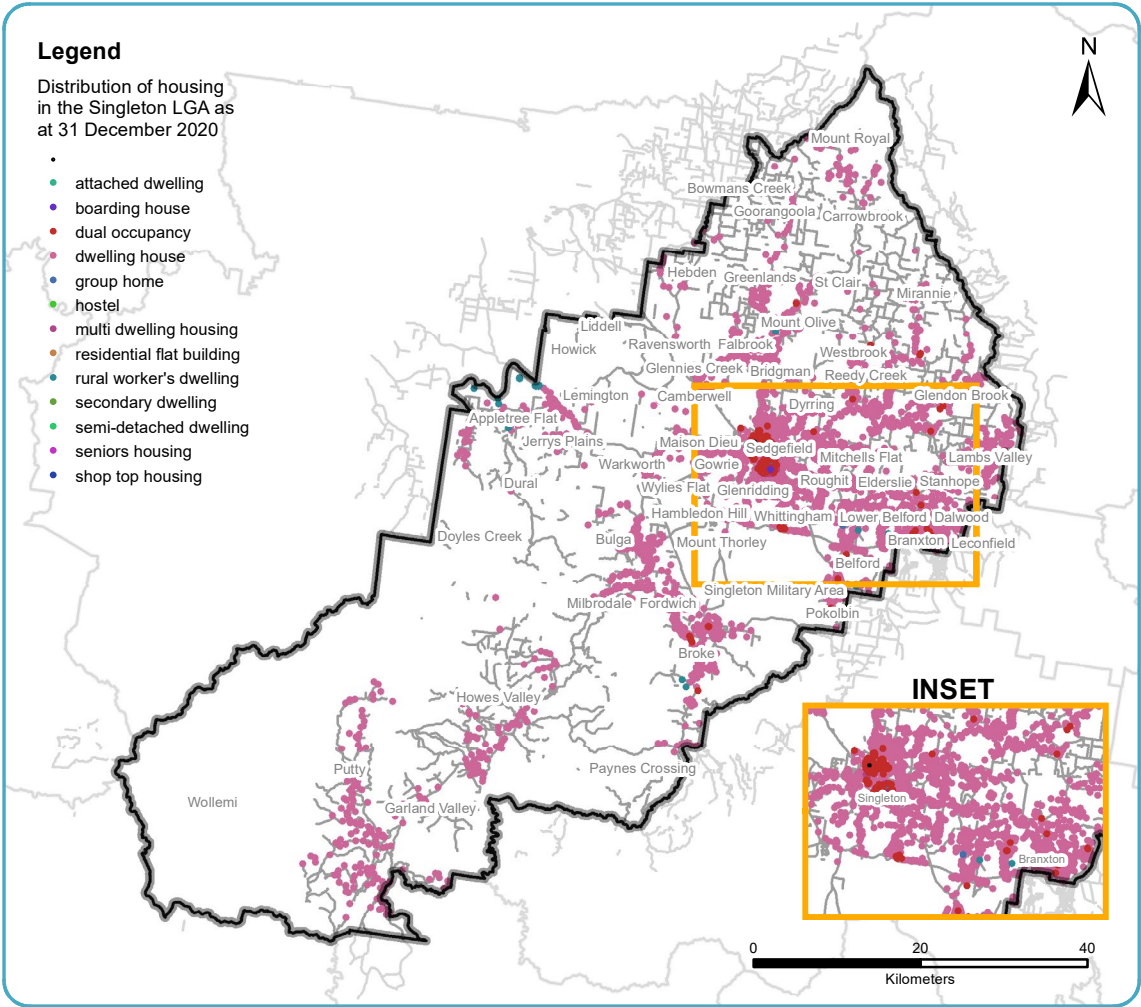 Legend
Distribution of housing
in the Singleton LGA as
at 31 December 2020
attached dwelling
boarding house
dual occupancy
dwelling house
group home
hostel
multi dwelling housing
residential flat building
rural worker's dwelling
secondary dwelling
semi-detached dwelling
seniors housing
shop top housing
N
Mount Royal
Bowmans Creek
Goorangoola Carrowbrook
Hebden Greenlands St Clair
Mirannie
Liddell Mount Olive
Howick Ravensworth Falbrook Westbrook
Glennies Creek Bridgman Reedy Creek
Lemington Camberwell Dyrring Glendon Brook
Appletree Flat
Jerrys Plains Maison Dieu Sedgefield
Warkworth Gowrie Mitchells Flat Lambs Valley
Dural Wylies Flat Glenridding Roughit Elderslie Stanhope
Hambledon Hill Whittingham Lower Belford Dalwood
Doyles Creek Bulga Mount Thorley Branxton Leconfield
Belford
Milbrodale Fordwich Singleton Military Area
Pokolbin
Broke
Howes Valley
Putty Paynes Crossing
Wollemi Garland Valley
INSET
Singleton
Branxton
0 20 40
Kilometers